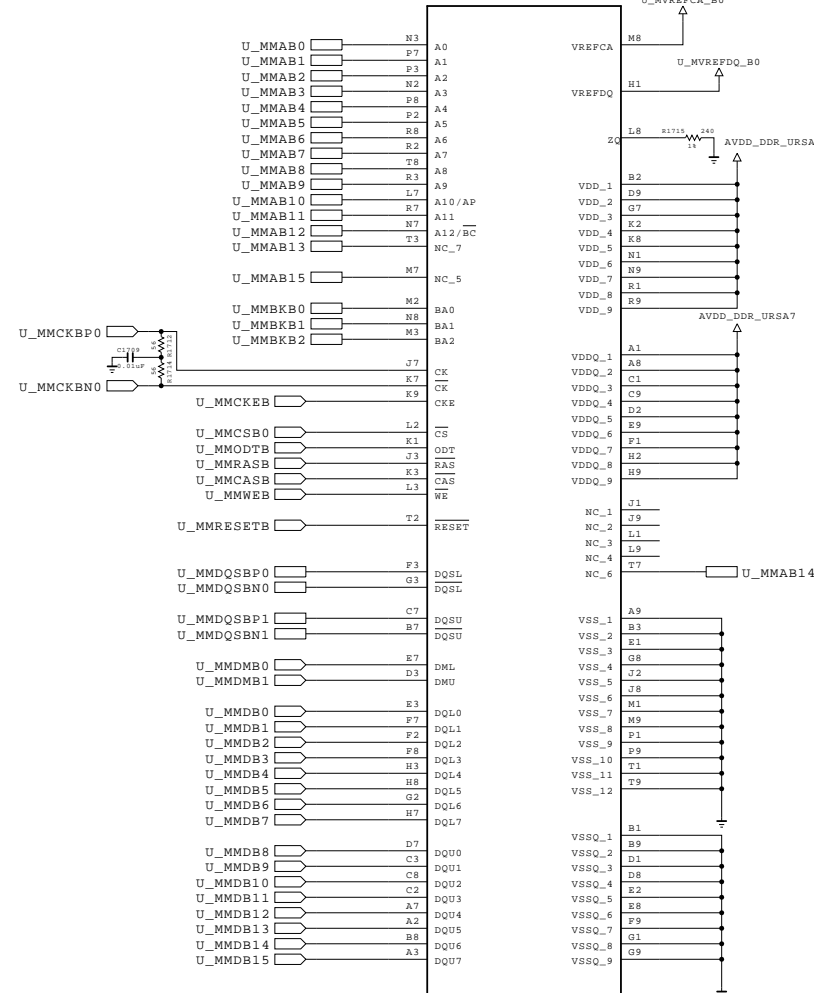 U_MVREFCA_B0
U_MMAB0 N3 A0 VREFCA M8
U_MMAB1 P7 A1
U_MMAB2 P3 A2 U_MVREFDQ_B0
U_MMAB3 N2 A3 VREFDQ H1
U_MMAB4 P8 A4
U_MMAB5 P2 A5
U_MMAB6 R8 A6 ZQ L8 R1715 240 1% AVDD_DDR_URSA
U_MMAB7 R2 A7
U_MMAB8 T8 A8
U_MMAB9 R3 A9 VDD_1 B2
U_MMAB10 L7 A10/AP VDD_2 D9
U_MMAB11 R7 A11 VDD_3 G7
U_MMAB12 N7 A12/BC VDD_4 K2
U_MMAB13 T3 NC_7 VDD_5 K8
VDD_6 N1
U_MMAB15 M7 NC_5 VDD_7 N9
VDD_8 R1
U_MMBKB0 M2 BA0 VDD_9 R9
U_MMBKB1 N8 BA1 AVDD_DDR_URSA7
U_MMBKB2 M3 BA2
U_MMCKBP0
56 R1712
C1709
0.01uF
56 R1714
U_MMCKBN0
VDDQ_1 A1
J7 CK VDDQ_2 A8
K7 CK VDDQ_3 C1
U_MMCKEB K9 CKE VDDQ_4 C9
VDDQ_5 D2
U_MMCSB0 L2 CS VDDQ_6 E9
U_MMODTB K1 ODT VDDQ_7 F1
U_MMRASB J3 RAS VDDQ_8 H2
U_MMCASB K3 CAS VDDQ_9 H9
U_MMWEB L3 WE
NC_1 J1
U_MMRESETB T2 RESET NC_2 J9
NC_3 L1
NC_4 L9
U_MMDQSBP0 F3 DQSL NC_6 T7 U_MMAB14
U_MMDQSBN0 G3 DQSL
U_MMDQSBP1 C7 DQSU VSS_1 A9
U_MMDQSBN1 B7 DQSU VSS_2 B3
VSS_3 E1
U_MMDMB0 E7 DML VSS_4 G8
U_MMDMB1 D3 DMU VSS_5 J2
VSS_6 J8
U_MMDB0 E3 DQL0 VSS_7 M1
U_MMDB1 F7 DQL1 VSS_8 M9
U_MMDB2 F2 DQL2 VSS_9 P1
U_MMDB3 F8 DQL3 VSS_10 P9
U_MMDB4 H3 DQL4 VSS_11 T1
U_MMDB5 H8 DQL5 VSS_12 T9
U_MMDB6 G2 DQL6
U_MMDB7 H7 DQL7
VSSQ_1 B1
U_MMDB8 D7 DQU0 VSSQ_2 B9
U_MMDB9 C3 DQU1 VSSQ_3 D1
U_MMDB10 C8 DQU2 VSSQ_4 D8
U_MMDB11 C2 DQU3 VSSQ_5 E2
U_MMDB12 A7 DQU4 VSSQ_6 E8
U_MMDB13 A2 DQU5 VSSQ_7 F9
U_MMDB14 B8 DQU6 VSSQ_8 G1
U_MMDB15 A3 DQU7 VSSQ_9 G9